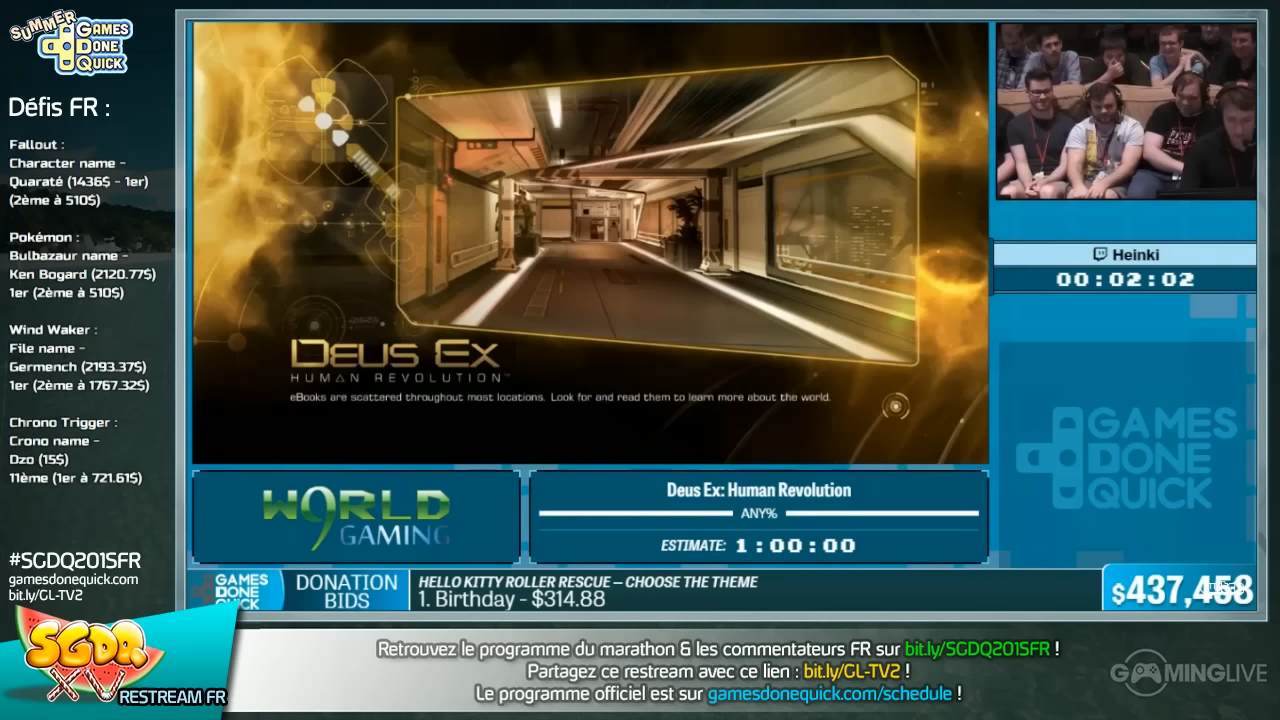 SUMMER
GAMES
DONE
QUICK
Défis FR :
Fallout :
Character name -
Quaraté (1436$ - 1er)
(2ème à 510$)
Pokémon :
Bulbazaur name -
Ken Bogard (2120.77$)
1er (2ème à 510$)
Wind Waker :
File name -
Germench (2193.37$)
1er (2ème à 1767.32$)
Chrono Trigger :
Crono name -
Dzo (15$)
11ème (1er à 721.61$)
#SGDQ2015FR
gamesdonequick.com
bit.ly/GL-TV2
DEUS EX
HUMAN REVOLUTION™
eBooks are scattered throughout most locations. Look for and read them to learn more about the world.
Heinki
00:02:02
GAMES
DONE
QUICK
W9RLD
GAMING
Deus Ex: Human Revolution
ANY%
ESTIMATE: 1:00:00
GAMES
DONE
QUICK
DONATION
BIDS
HELLO KITTY ROLLER RESCUE – CHOOSE THE THEME
1. Birthday - $314.88
$437,458
SGDQ
XV
RESTREAM FR
Retrouvez le programme du marathon & les commentateurs FR sur bit.ly/SGDQ2015FR !
Partagez ce restream avec ce lien : bit.ly/GL-TV2 !
Le programme officiel est sur gamesdonequick.com/schedule !
GAMINGLIVE